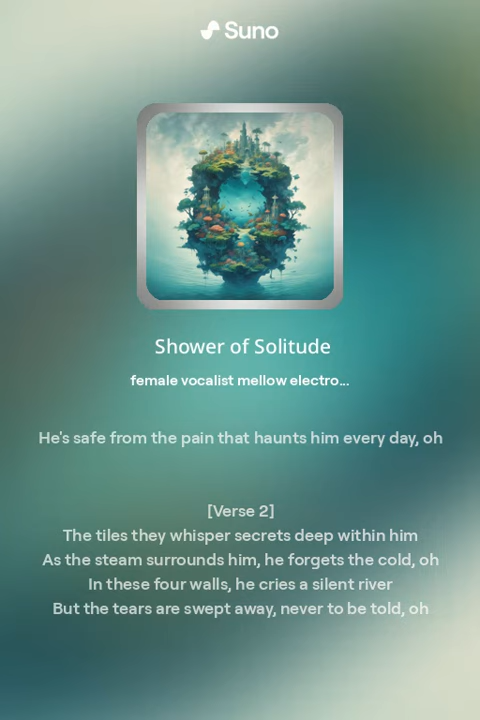 Suno
Shower of Solitude
female vocalist mellow electro...
He's safe from the pain that haunts him every day, oh
[Verse 2]
The tiles they whisper secrets deep within him
As the steam surrounds him, he forgets the cold, oh
In these four walls, he cries a silent river
But the tears are swept away, never to be told, oh